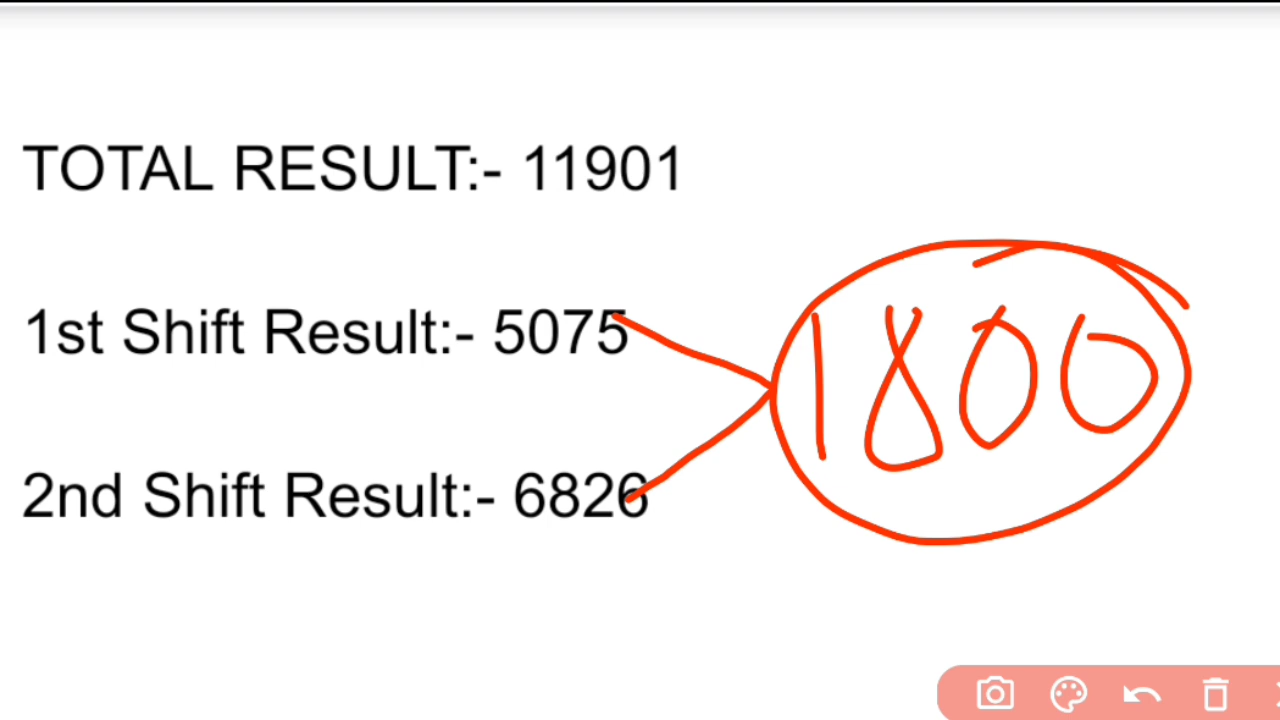 TOTAL RESULT:- 11901
1st Shift Result:- 5075
1800
2nd Shift Result:- 6826